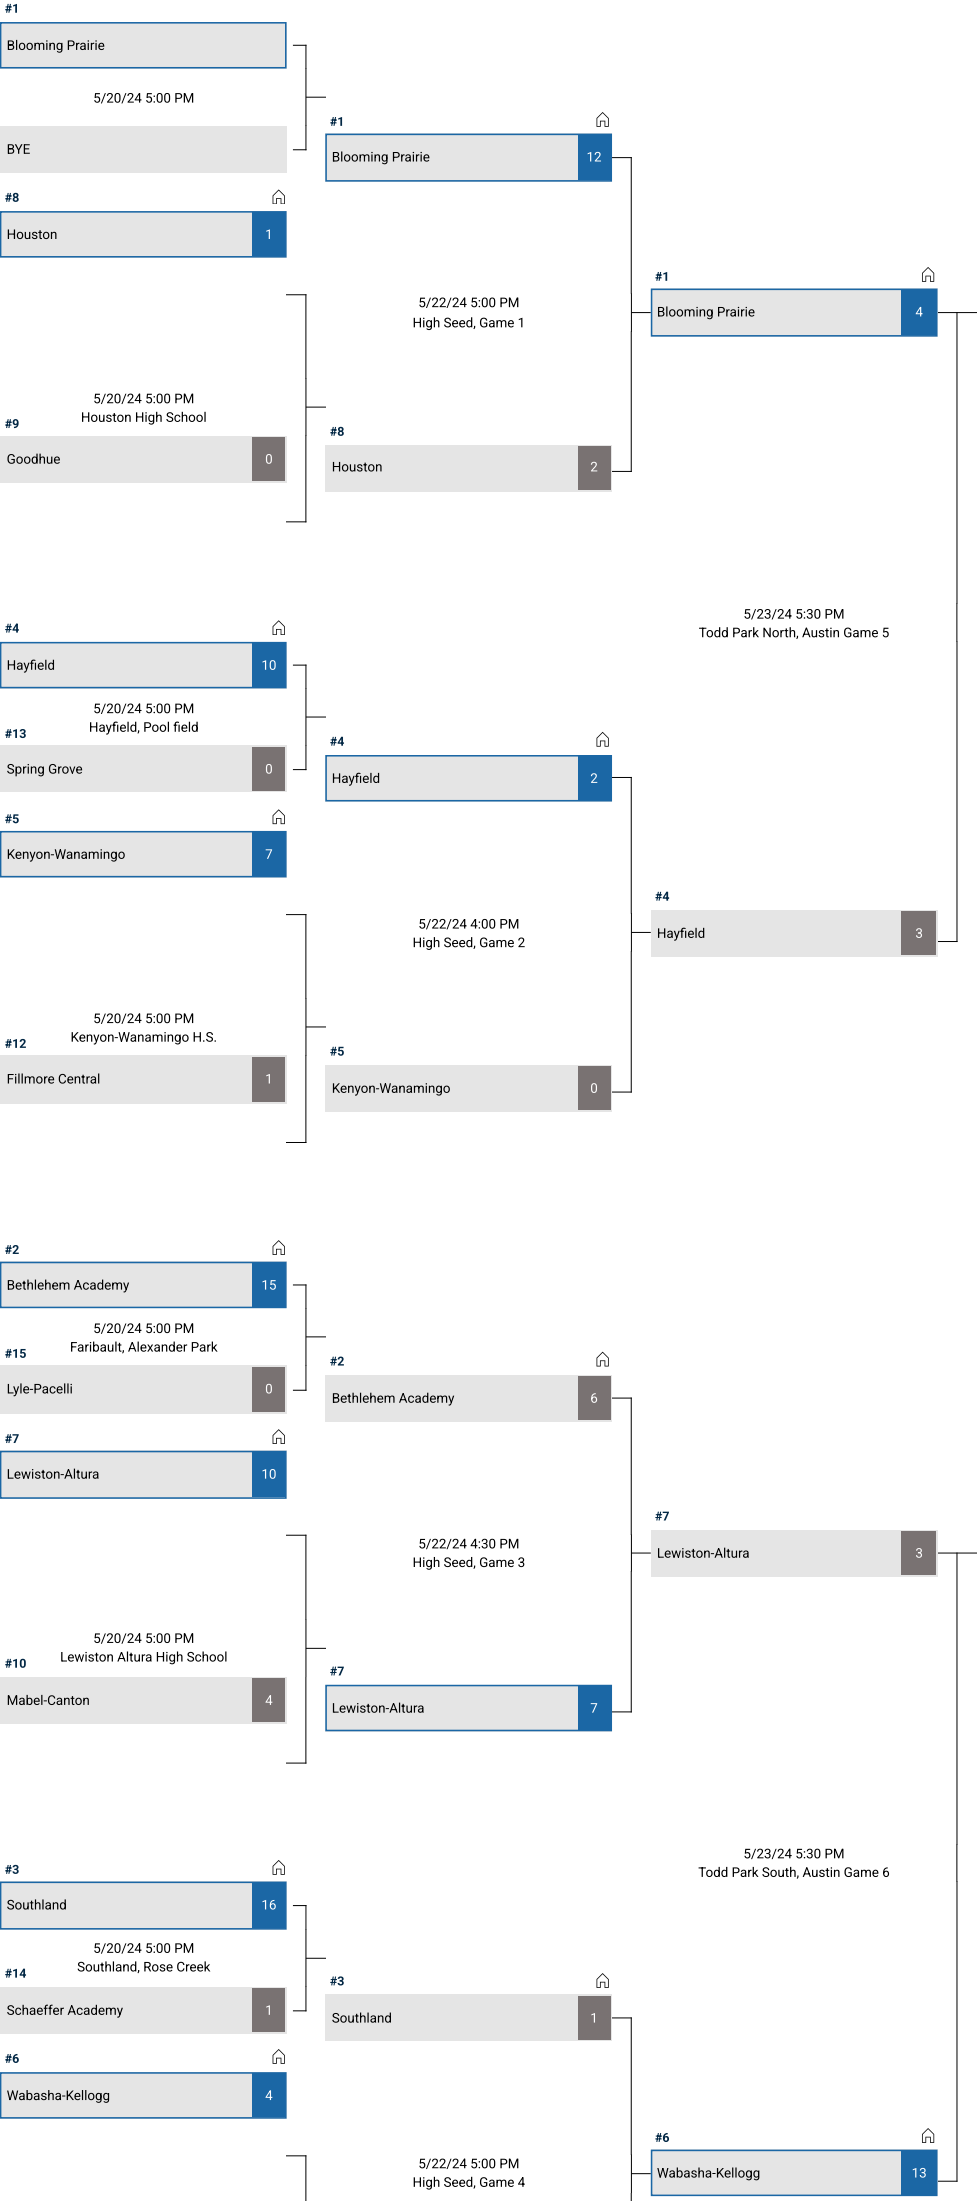 #1
Blooming Prairie
5/20/24 5:00 PM
BYE
#1
Blooming Prairie 12
#8
Houston 1
#1
Blooming Prairie 4
5/22/24 5:00 PM
High Seed, Game 1
5/20/24 5:00 PM
Houston High School
#9
Goodhue 0
#8
Houston 2
5/23/24 5:30 PM
Todd Park North, Austin Game 5
#4
Hayfield 10
5/20/24 5:00 PM
Hayfield, Pool field
#13
Spring Grove 0
#4
Hayfield 2
#5
Kenyon-Wanamingo 7
#4
Hayfield 3
5/22/24 4:00 PM
High Seed, Game 2
5/20/24 5:00 PM
Kenyon-Wanamingo H.S.
#12
Fillmore Central 1
#5
Kenyon-Wanamingo 0
#2
Bethlehem Academy 15
5/20/24 5:00 PM
Faribault, Alexander Park
#15
Lyle-Pacelli 0
#2
Bethlehem Academy 6
#7
Lewiston-Altura 10
#7
Lewiston-Altura 3
5/22/24 4:30 PM
High Seed, Game 3
5/20/24 5:00 PM
Lewiston Altura High School
#10
Mabel-Canton 4
#7
Lewiston-Altura 7
5/23/24 5:30 PM
Todd Park South, Austin Game 6
#3
Southland 16
5/20/24 5:00 PM
Southland, Rose Creek
#14
Schaeffer Academy 1
#3
Southland 1
#6
Wabasha-Kellogg 4
#6
Wabasha-Kellogg 13
5/22/24 5:00 PM
High Seed, Game 4